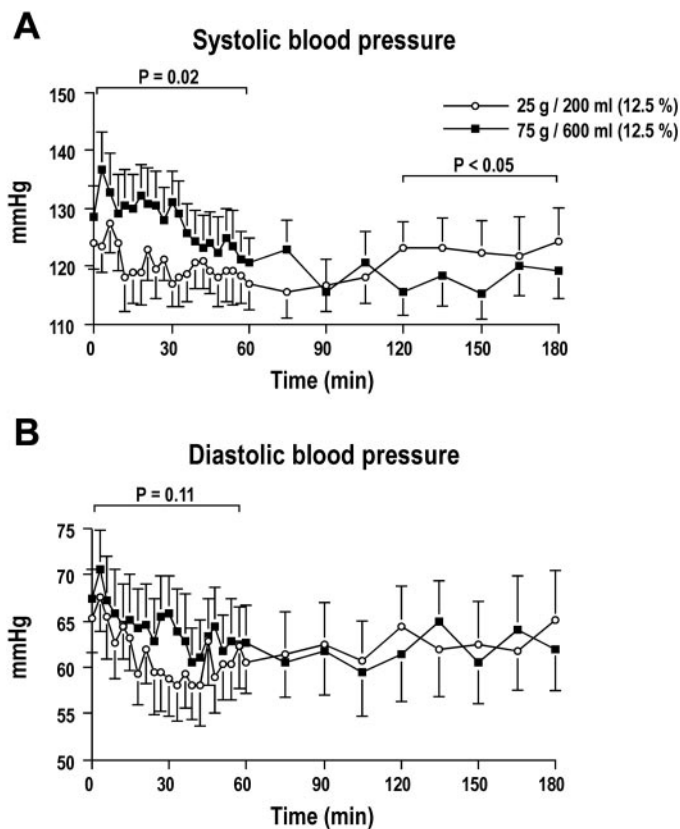 A
Systolic blood pressure
P = 0.02
25 g / 200 ml (12.5 %)
75 g / 600 ml (12.5 %)
P < 0.05
150
140
130
120
110
mmHg
0 30 60 90 120 150 180
Time (min)
B
Diastolic blood pressure
P = 0.11
75
70
65
60
55
50
mmHg
0 30 60 90 120 150 180
Time (min)